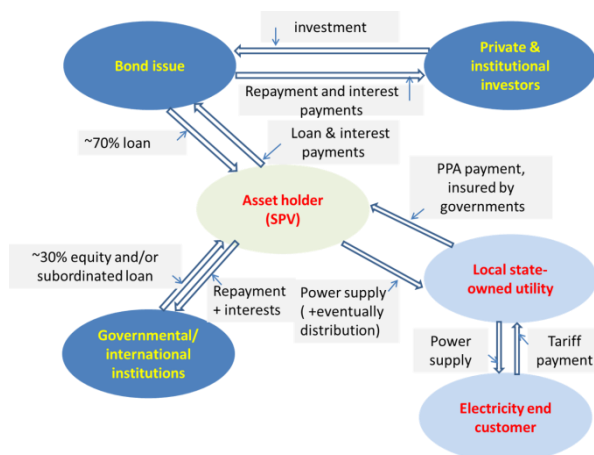 investment
Bond issue
Private &
institutional
investors
Repayment and interest
payments
~70% loan
Loan & interest
payments
PPA payment,
insured by
governments
Asset holder
(SPV)
~30% equity and/or
subordinated loan
Local state-
owned utility
Repayment
+ interests
Power supply
( +eventually
distribution)
Governmental/
international
institutions
Power
supply
Tariff
payment
Electricity end
customer